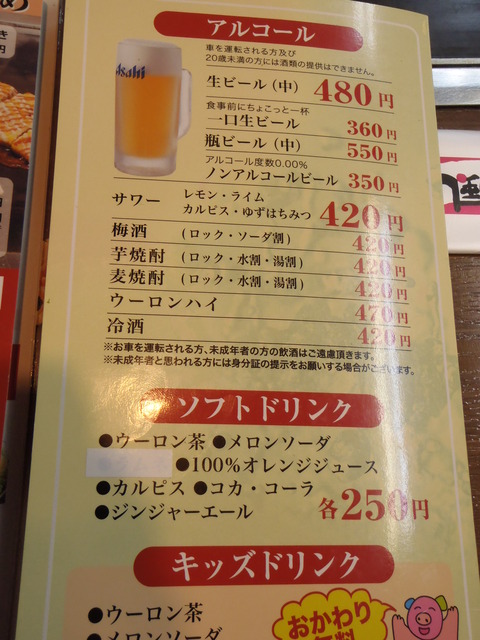 アルコール
車を運転される方及び
20歳未満の方には酒類の提供はできません。
Asahi
生ビール (中) 480円
食事前にちょこっと一杯
一口生ビール 360円
瓶ビール (中) 550円
アルコール度数0.00%
ノンアルコールビール 350円
サワー レモン・ライム
カルピス・ゆずはちみつ 420円
梅酒 (ロック・ソーダ割) 420円
芋焼酎 (ロック・水割・湯割) 420円
麦焼酎 (ロック・水割・湯割) 420円
ウーロンハイ 470円
冷酒 420円
※お車を運転される方、未成年者の方の飲酒はご遠慮頂きます。
※未成年者と思われる方には身分証の提示をお願いする場合がございます。
ソフトドリンク
●ウーロン茶 ●メロンソーダ
●100%オレンジジュース
●カルピス ●コカ・コーラ
●ジンジャーエール 各250円
キッズドリンク
おかわり
無料
●ウーロン茶
●メロンソーダ